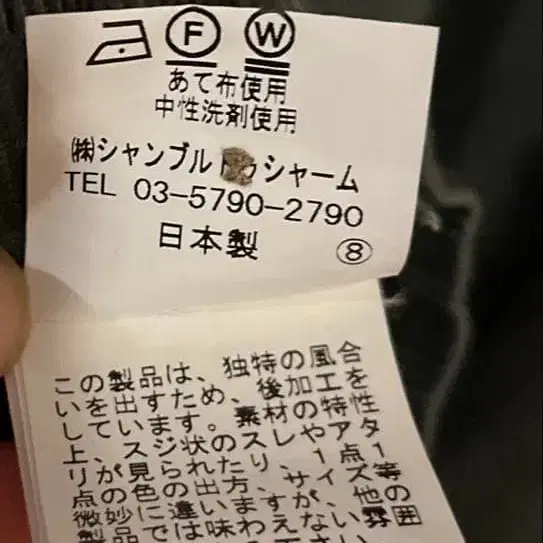 F W
あて布使用
中性洗剤使用
㈱シャンブルドゥシャーム
TEL 03-5790-2790
日本製 ⑧
この製品は、独特の風合
いを出すため、後加工を
しています。素材の特性
上、スジ状のスレやアタ
リが見られたり、1点1
点の色の出方、サイズ等
微妙に違いますが、他の
製品では味わえない雰囲